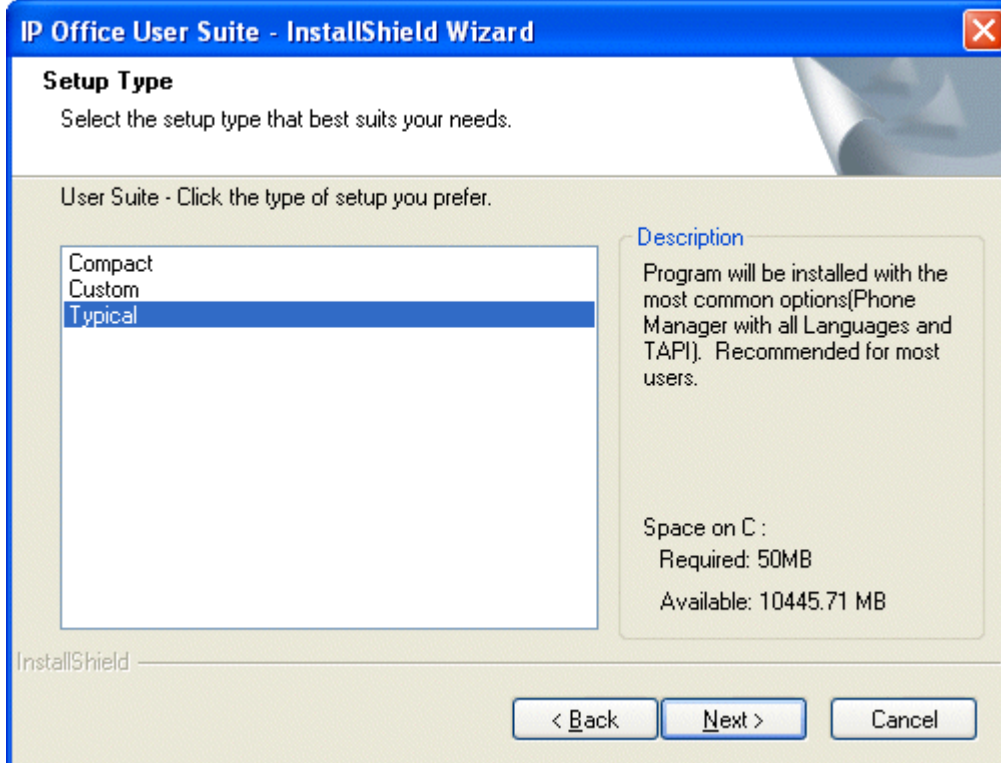 IP Office User Suite - InstallShield Wizard
Setup Type
Select the setup type that best suits your needs.
User Suite - Click the type of setup you prefer.
Compact
Custom
Typical
Description
Program will be installed with the
most common options(Phone
Manager with all Languages and
TAPI).  Recommended for most
users.
Space on C :
Required: 50MB
Available: 10445.71 MB
InstallShield
< Back
Next >
Cancel